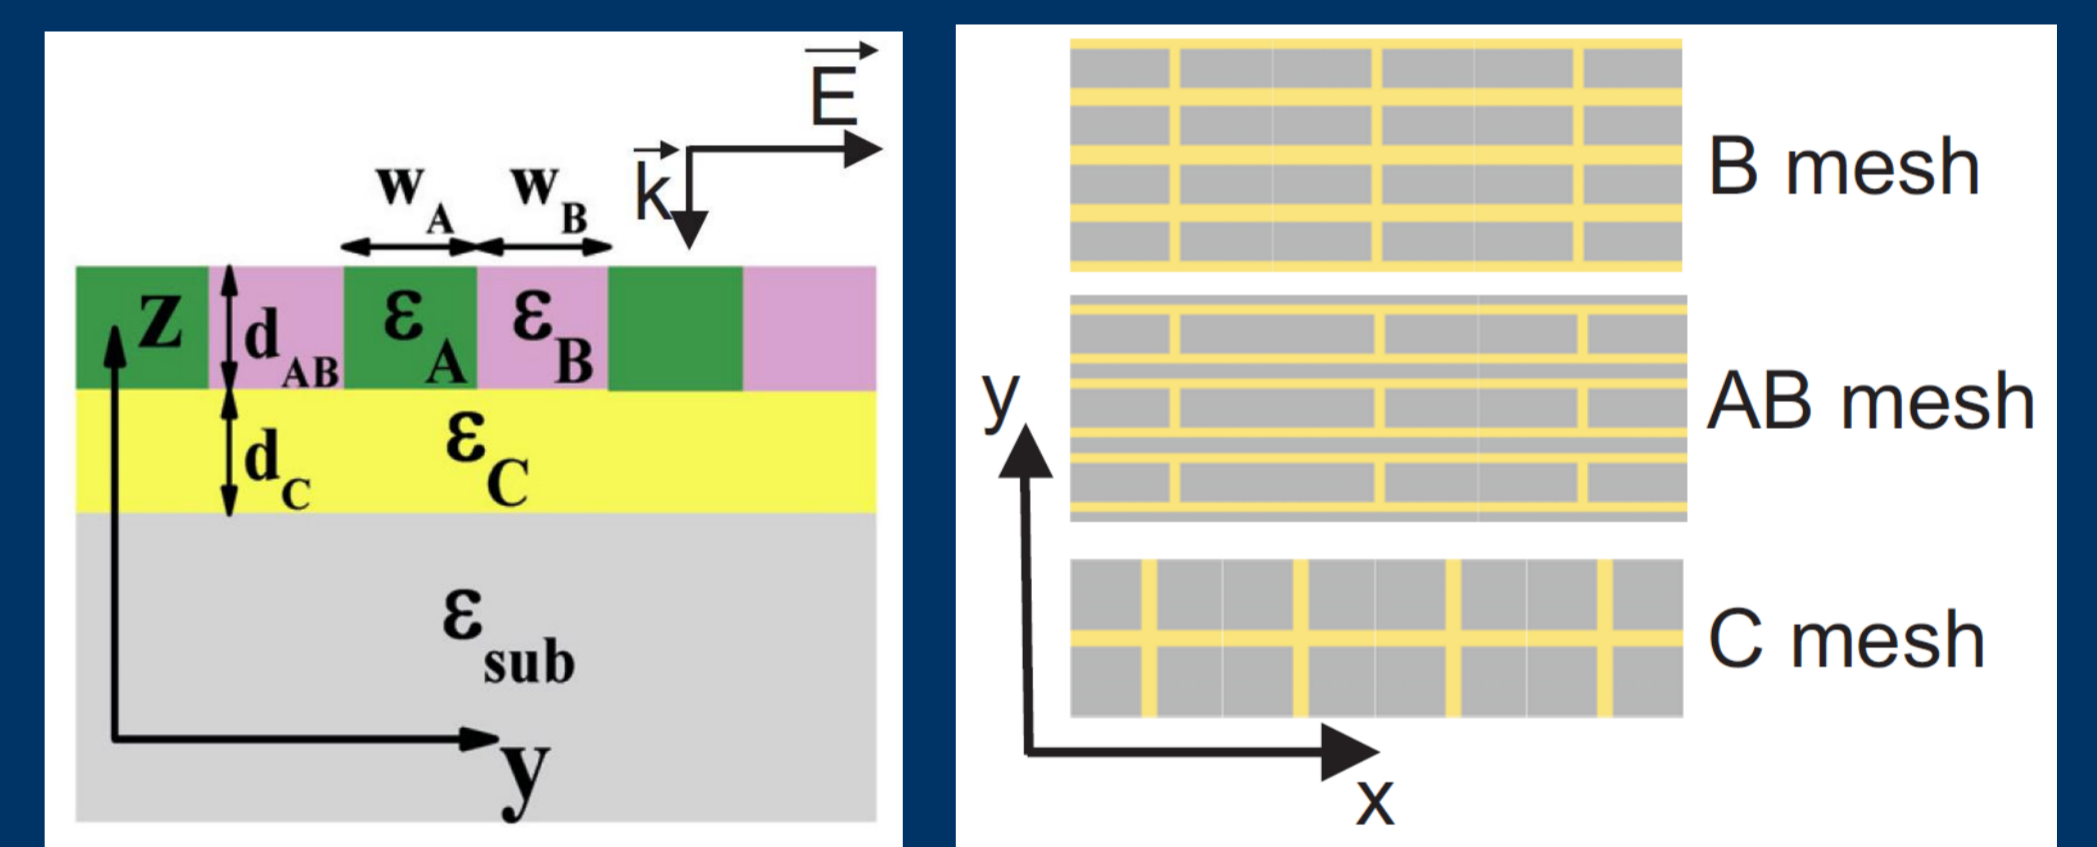 E
k
w_A w_B
z d_AB ε_A ε_B
d_C ε_C
ε_sub
y
B mesh
AB mesh
C mesh
y
x